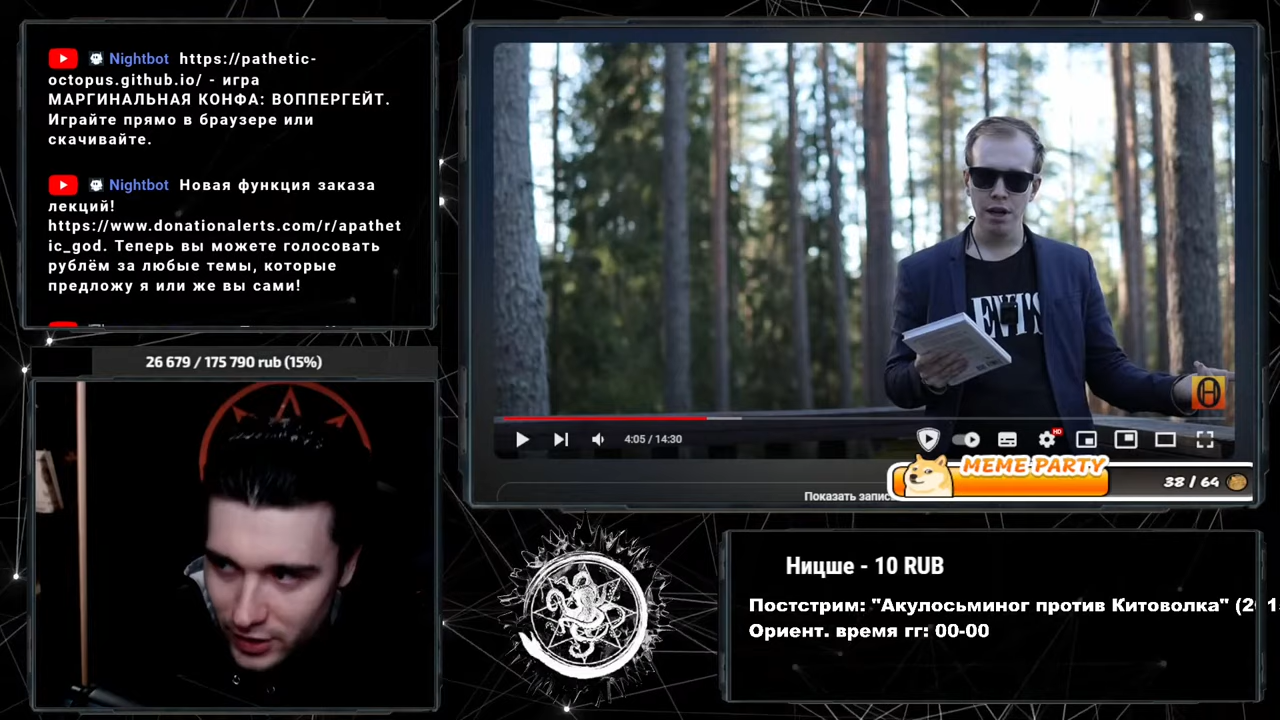 Nightbot https://pathetic-
octopus.github.io/ - игра
МАРГИНАЛЬНАЯ КОНФА: ВОППЕРГЕЙТ.
Играйте прямо в браузере или
скачивайте.
Nightbot Новая функция заказа
лекций!
https://www.donationalerts.com/r/apathet
ic_god. Теперь вы можете голосовать
рублём за любые темы, которые
предложу я или же вы сами!
26 679 / 175 790 rub (15%)
4:05 / 14:30
HD
MEME PARTY
38 / 64
Показать
Ницше - 10 RUB
Постстрим: "Акулосьминог против Китоволка"
Ориент. время гг: 00-00